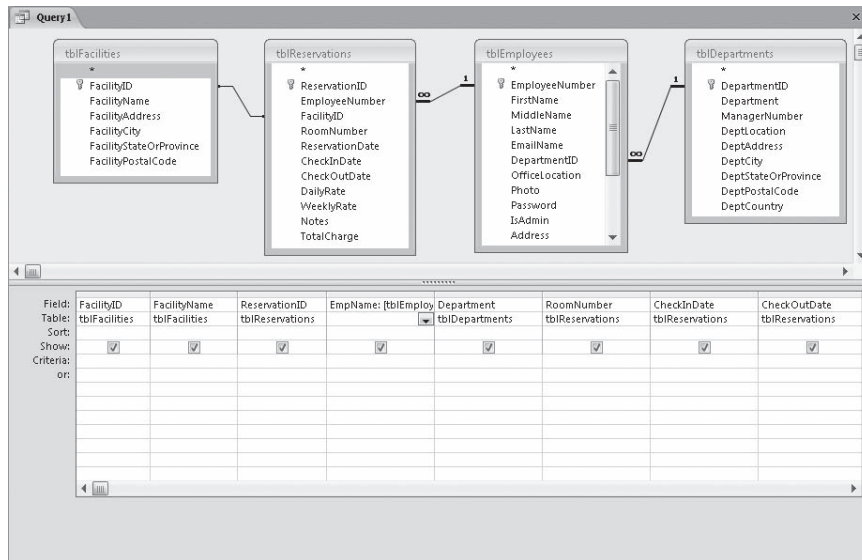 Query1
tblFacilities
*
FacilityID
FacilityName
FacilityAddress
FacilityCity
FacilityStateOrProvince
FacilityPostalCode
tblReservations
*
ReservationID
EmployeeNumber
FacilityID
RoomNumber
ReservationDate
CheckInDate
CheckOutDate
DailyRate
WeeklyRate
Notes
TotalCharge
∞ 1
tblEmployees
*
EmployeeNumber
FirstName
MiddleName
LastName
EmailName
DepartmentID
OfficeLocation
Photo
Password
IsAdmin
Address
∞ 1
tblDepartments
*
DepartmentID
Department
ManagerNumber
DeptLocation
DeptAddress
DeptCity
DeptStateOrProvince
DeptPostalCode
DeptCountry
Field: FacilityID FacilityName ReservationID EmpName: [tblEmploy Department RoomNumber CheckInDate CheckOutDate
Table: tblFacilities tblFacilities tblReservations tblDepartments tblReservations tblReservations tblReservations
Sort:
Show:
Criteria:
or: